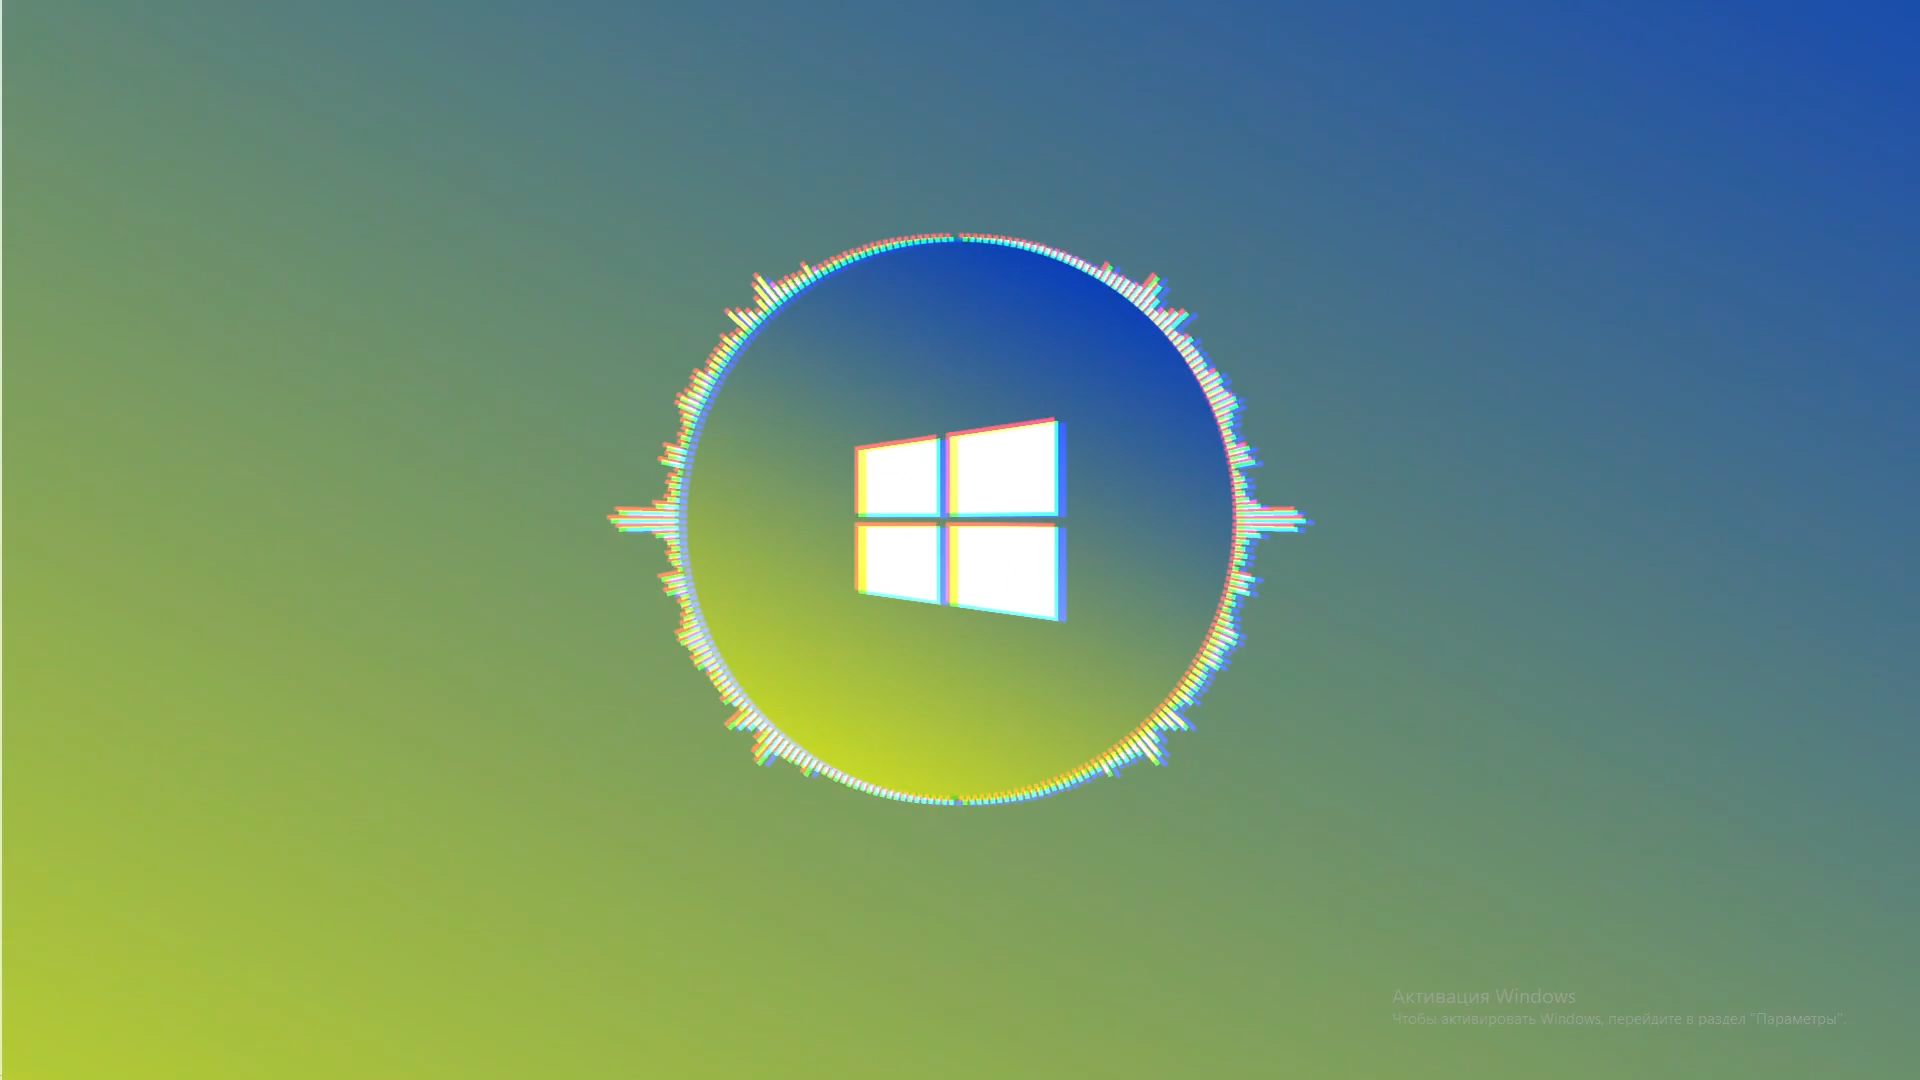 Активация Windows
Чтобы активировать Windows, перейдите в раздел "Параметры".